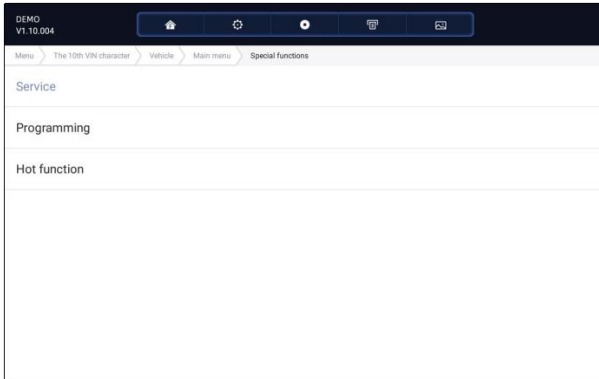 DEMO
V1.10.004
Menu The 10th VIN character Vehicle Main menu Special functions
Service
Programming
Hot function